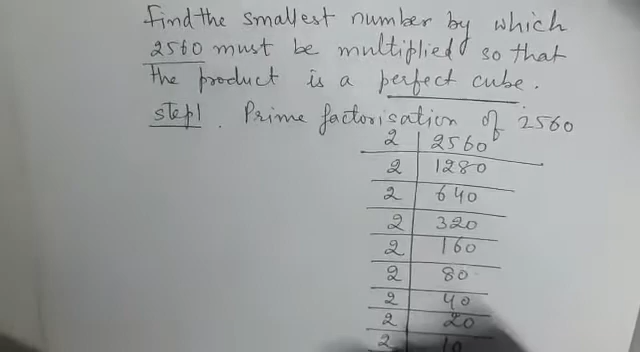 Find the smallest number by which
2560 must be multiplied so that
the product is a perfect cube.
Step1. Prime factorisation of 2560
2 2560
2 1280
2 640
2 320
2 160
2 80
2 40
2 20
2 10